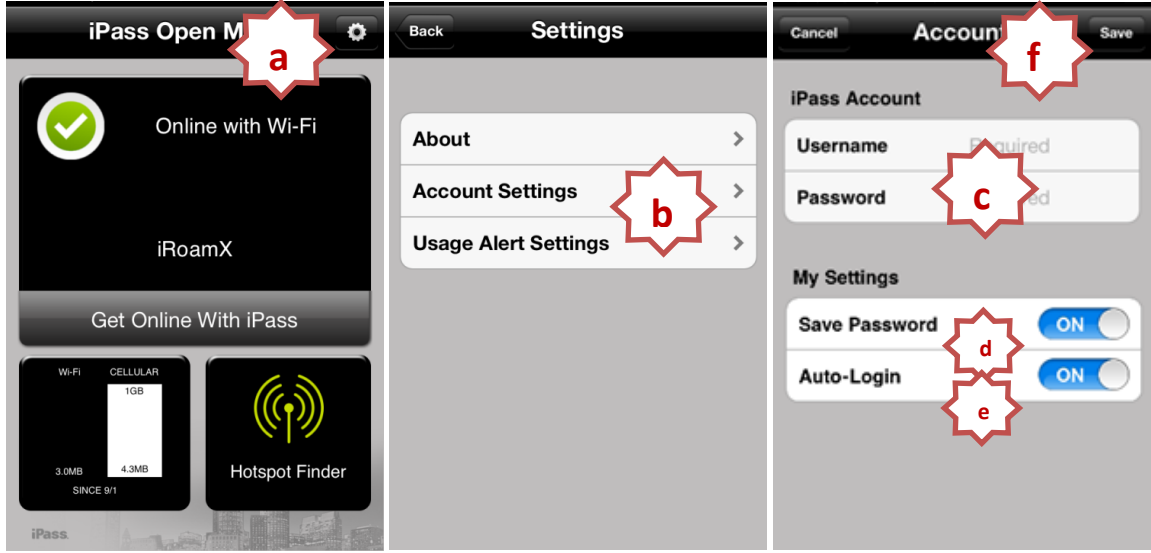 iPass Open M
a
Online with Wi-Fi
iRoamX
Get Online With iPass
Wi-Fi CELLULAR
1GB
3.0MB 4.3MB
SINCE 9/1
Hotspot Finder
iPass.
Back Settings
About
Account Settings
b
Usage Alert Settings
Cancel Account Save
f
iPass Account
Username
Password
c
My Settings
Save Password ON
d
Auto-Login ON
e